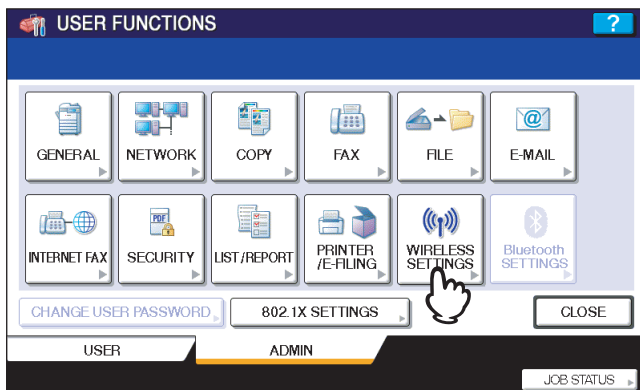 USER FUNCTIONS
?
GENERAL
NETWORK
COPY
FAX
FILE
@
E-MAIL
INTERNET FAX
PDF
SECURITY
LIST/REPORT
PRINTER
/E-FILING
WIRELESS
SETTINGS
Bluetooth
SETTINGS
CHANGE USER PASSWORD
802.1X SETTINGS
CLOSE
USER
ADMIN
JOB STATUS